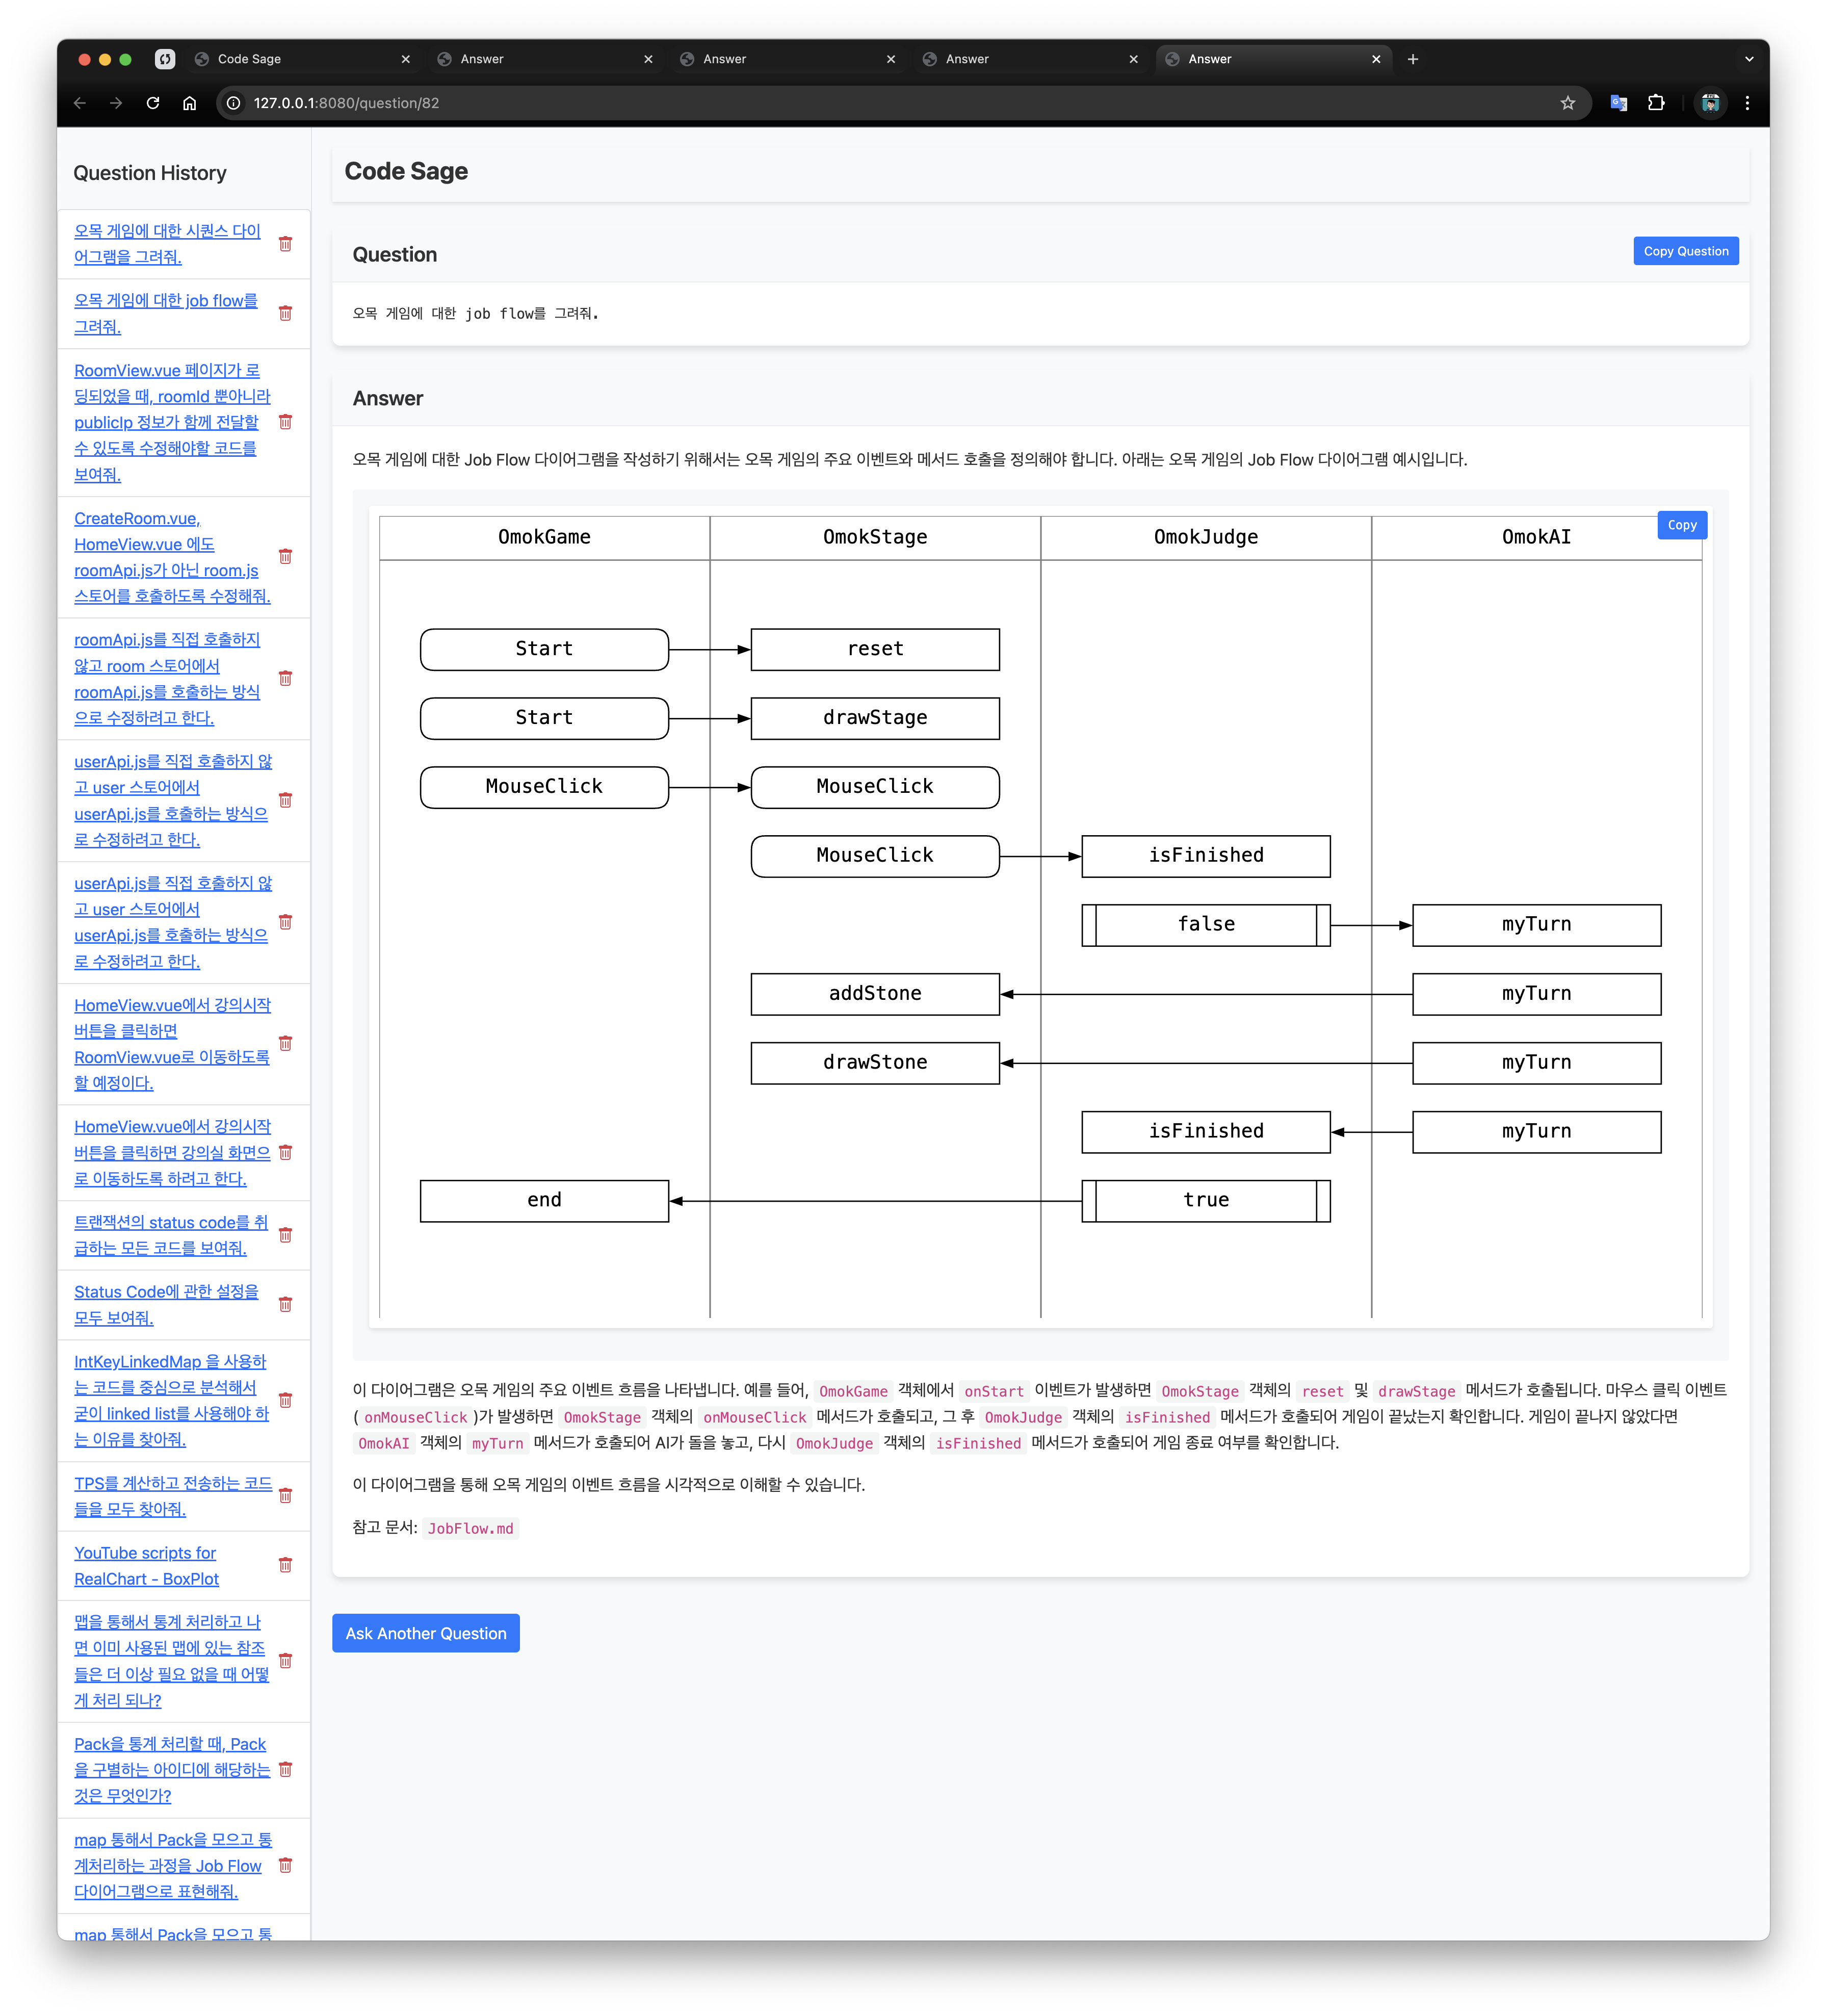 Code Sage
Answer
Answer
Answer
Answer
127.0.0.1:8080/question/82
Question History
오목 게임에 대한 시퀀스 다이
어그램을 그려줘.
오목 게임에 대한 job flow를
그려줘.
RoomView.vue 페이지가 로
딩되었을 때, roomId 뿐아니라
publicIp 정보가 함께 전달할
수 있도록 수정해야할 코드를
보여줘.
CreateRoom.vue,
HomeView.vue 에도
roomApi.js가 아닌 room.js
스토어를 호출하도록 수정해줘.
roomApi.js를 직접 호출하지
않고 room 스토어에서
roomApi.js를 호출하는 방식
으로 수정하려고 한다.
userApi.js를 직접 호출하지 않
고 user 스토어에서
userApi.js를 호출하는 방식으
로 수정하려고 한다.
userApi.js를 직접 호출하지 않
고 user 스토어에서
userApi.js를 호출하는 방식으
로 수정하려고 한다.
HomeView.vue에서 강의시작
버튼을 클릭하면
RoomView.vue로 이동하도록
할 예정이다.
HomeView.vue에서 강의시작
버튼을 클릭하면 강의실 화면으
로 이동하도록 하려고 한다.
트랜잭션의 status code를 취
급하는 모든 코드를 보여줘.
Status Code에 관한 설정을
모두 보여줘.
IntKeyLinkedMap 을 사용하
는 코드를 중심으로 분석해서
굳이 linked list를 사용해야 하
는 이유를 찾아줘.
TPS를 계산하고 전송하는 코드
들을 모두 찾아줘.
YouTube scripts for
RealChart - BoxPlot
맵을 통해서 통계 처리하고 나
면 이미 사용된 맵에 있는 참조
들은 더 이상 필요 없을 때 어떻
게 처리 되나?
Pack을 통계 처리할 때, Pack
을 구별하는 아이디에 해당하는
것은 무엇인가?
map 통해서 Pack을 모으고 통
계처리하는 과정을 Job Flow
다이어그램으로 표현해줘.
map 통해서 Pack을 모으고 통
Code Sage
Question
Copy Question
오목 게임에 대한 job flow를 그려줘.
Answer
오목 게임에 대한 Job Flow 다이어그램을 작성하기 위해서는 오목 게임의 주요 이벤트와 메서드 호출을 정의해야 합니다. 아래는 오목 게임의 Job Flow 다이어그램 예시입니다.
Copy
OmokGame OmokStage OmokJudge OmokAI
Start reset
Start drawStage
MouseClick MouseClick
MouseClick isFinished
false myTurn
addStone myTurn
drawStone myTurn
isFinished myTurn
end true
이 다이어그램은 오목 게임의 주요 이벤트 흐름을 나타냅니다. 예를 들어, OmokGame 객체에서 onStart 이벤트가 발생하면 OmokStage 객체의 reset 및 drawStage 메서드가 호출됩니다. 마우스 클릭 이벤트
(onMouseClick)가 발생하면 OmokStage 객체의 onMouseClick 메서드가 호출되고, 그 후 OmokJudge 객체의 isFinished 메서드가 호출되어 게임이 끝났는지 확인합니다. 게임이 끝나지 않았다면
OmokAI 객체의 myTurn 메서드가 호출되어 AI가 돌을 놓고, 다시 OmokJudge 객체의 isFinished 메서드가 호출되어 게임 종료 여부를 확인합니다.
이 다이어그램을 통해 오목 게임의 이벤트 흐름을 시각적으로 이해할 수 있습니다.
참고 문서: JobFlow.md
Ask Another Question